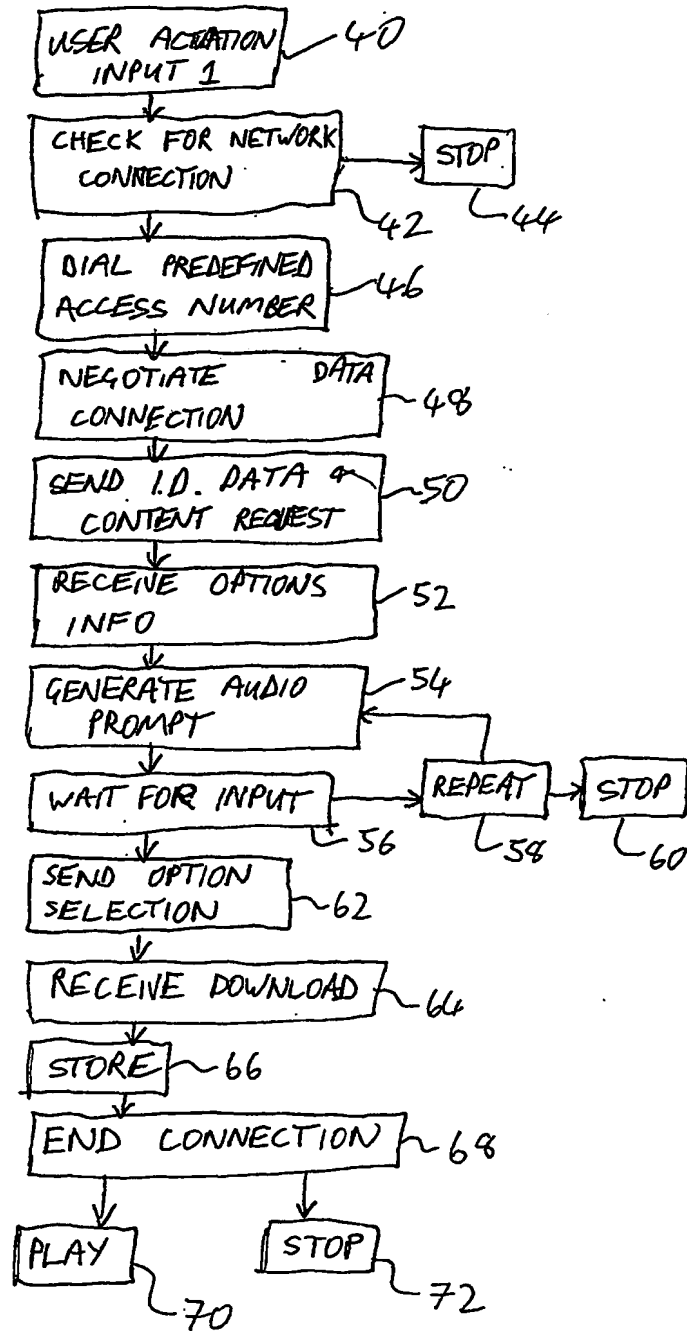 USER ACTUATION
INPUT 1
40
CHECK FOR NETWORK
CONNECTION
42
STOP
44
DIAL PREDEFINED
ACCESS NUMBER
46
NEGOTIATE DATA
CONNECTION
48
SEND I.D. DATA &
CONTENT REQUEST
50
RECEIVE OPTIONS
INFO
52
GENERATE AUDIO
PROMPT
54
WAIT FOR INPUT
56
REPEAT
58
STOP
60
SEND OPTION
SELECTION
62
RECEIVE DOWNLOAD
64
STORE
66
END CONNECTION
68
PLAY
70
STOP
72